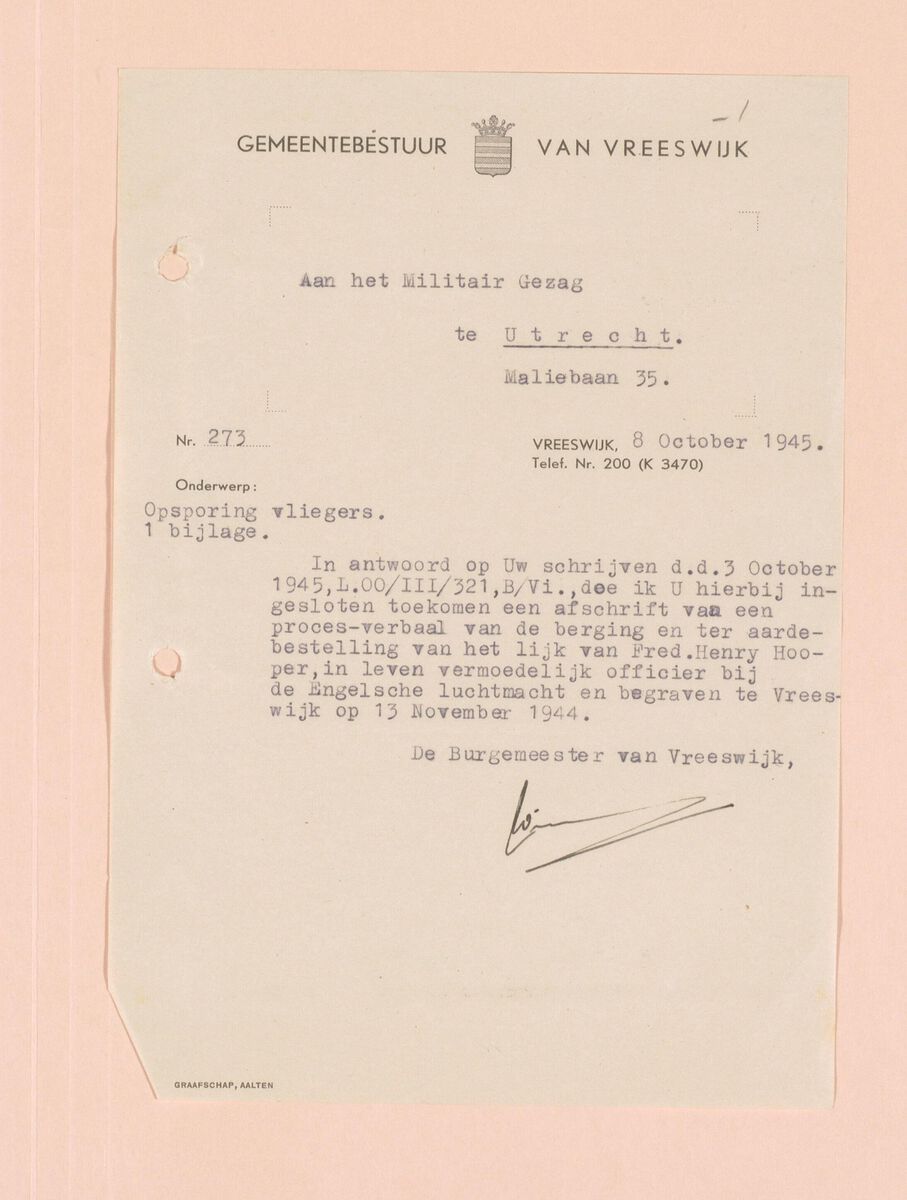 GEMEENTEBESTUUR VAN VREESWIJK
Aan het Militair Gezag
te Utrecht.
Maliebaan 35.
Nr. 273
VREESWIJK, 8 October 1945.
Telef. Nr. 200 (K 3470)
Onderwerp:
Opsporing vliegers.
1 bijlage.
In antwoord op Uw schrijven d.d.3 October
1945,L.OO/III/321,B/Vi.,doe ik U hierbij in-
gesloten toekomen een afschrift van een
proces-verbaal van de berging en ter aarde-
bestelling van het lijk van Fred.Henry Hoo-
per,in leven vermoedelijk officier bij
de Engelsche luchtmacht en begraven te Vrees-
wijk op 13 November 1944.
De Burgemeester van Vreeswijk,
GRAAFSCHAP, AALTEN